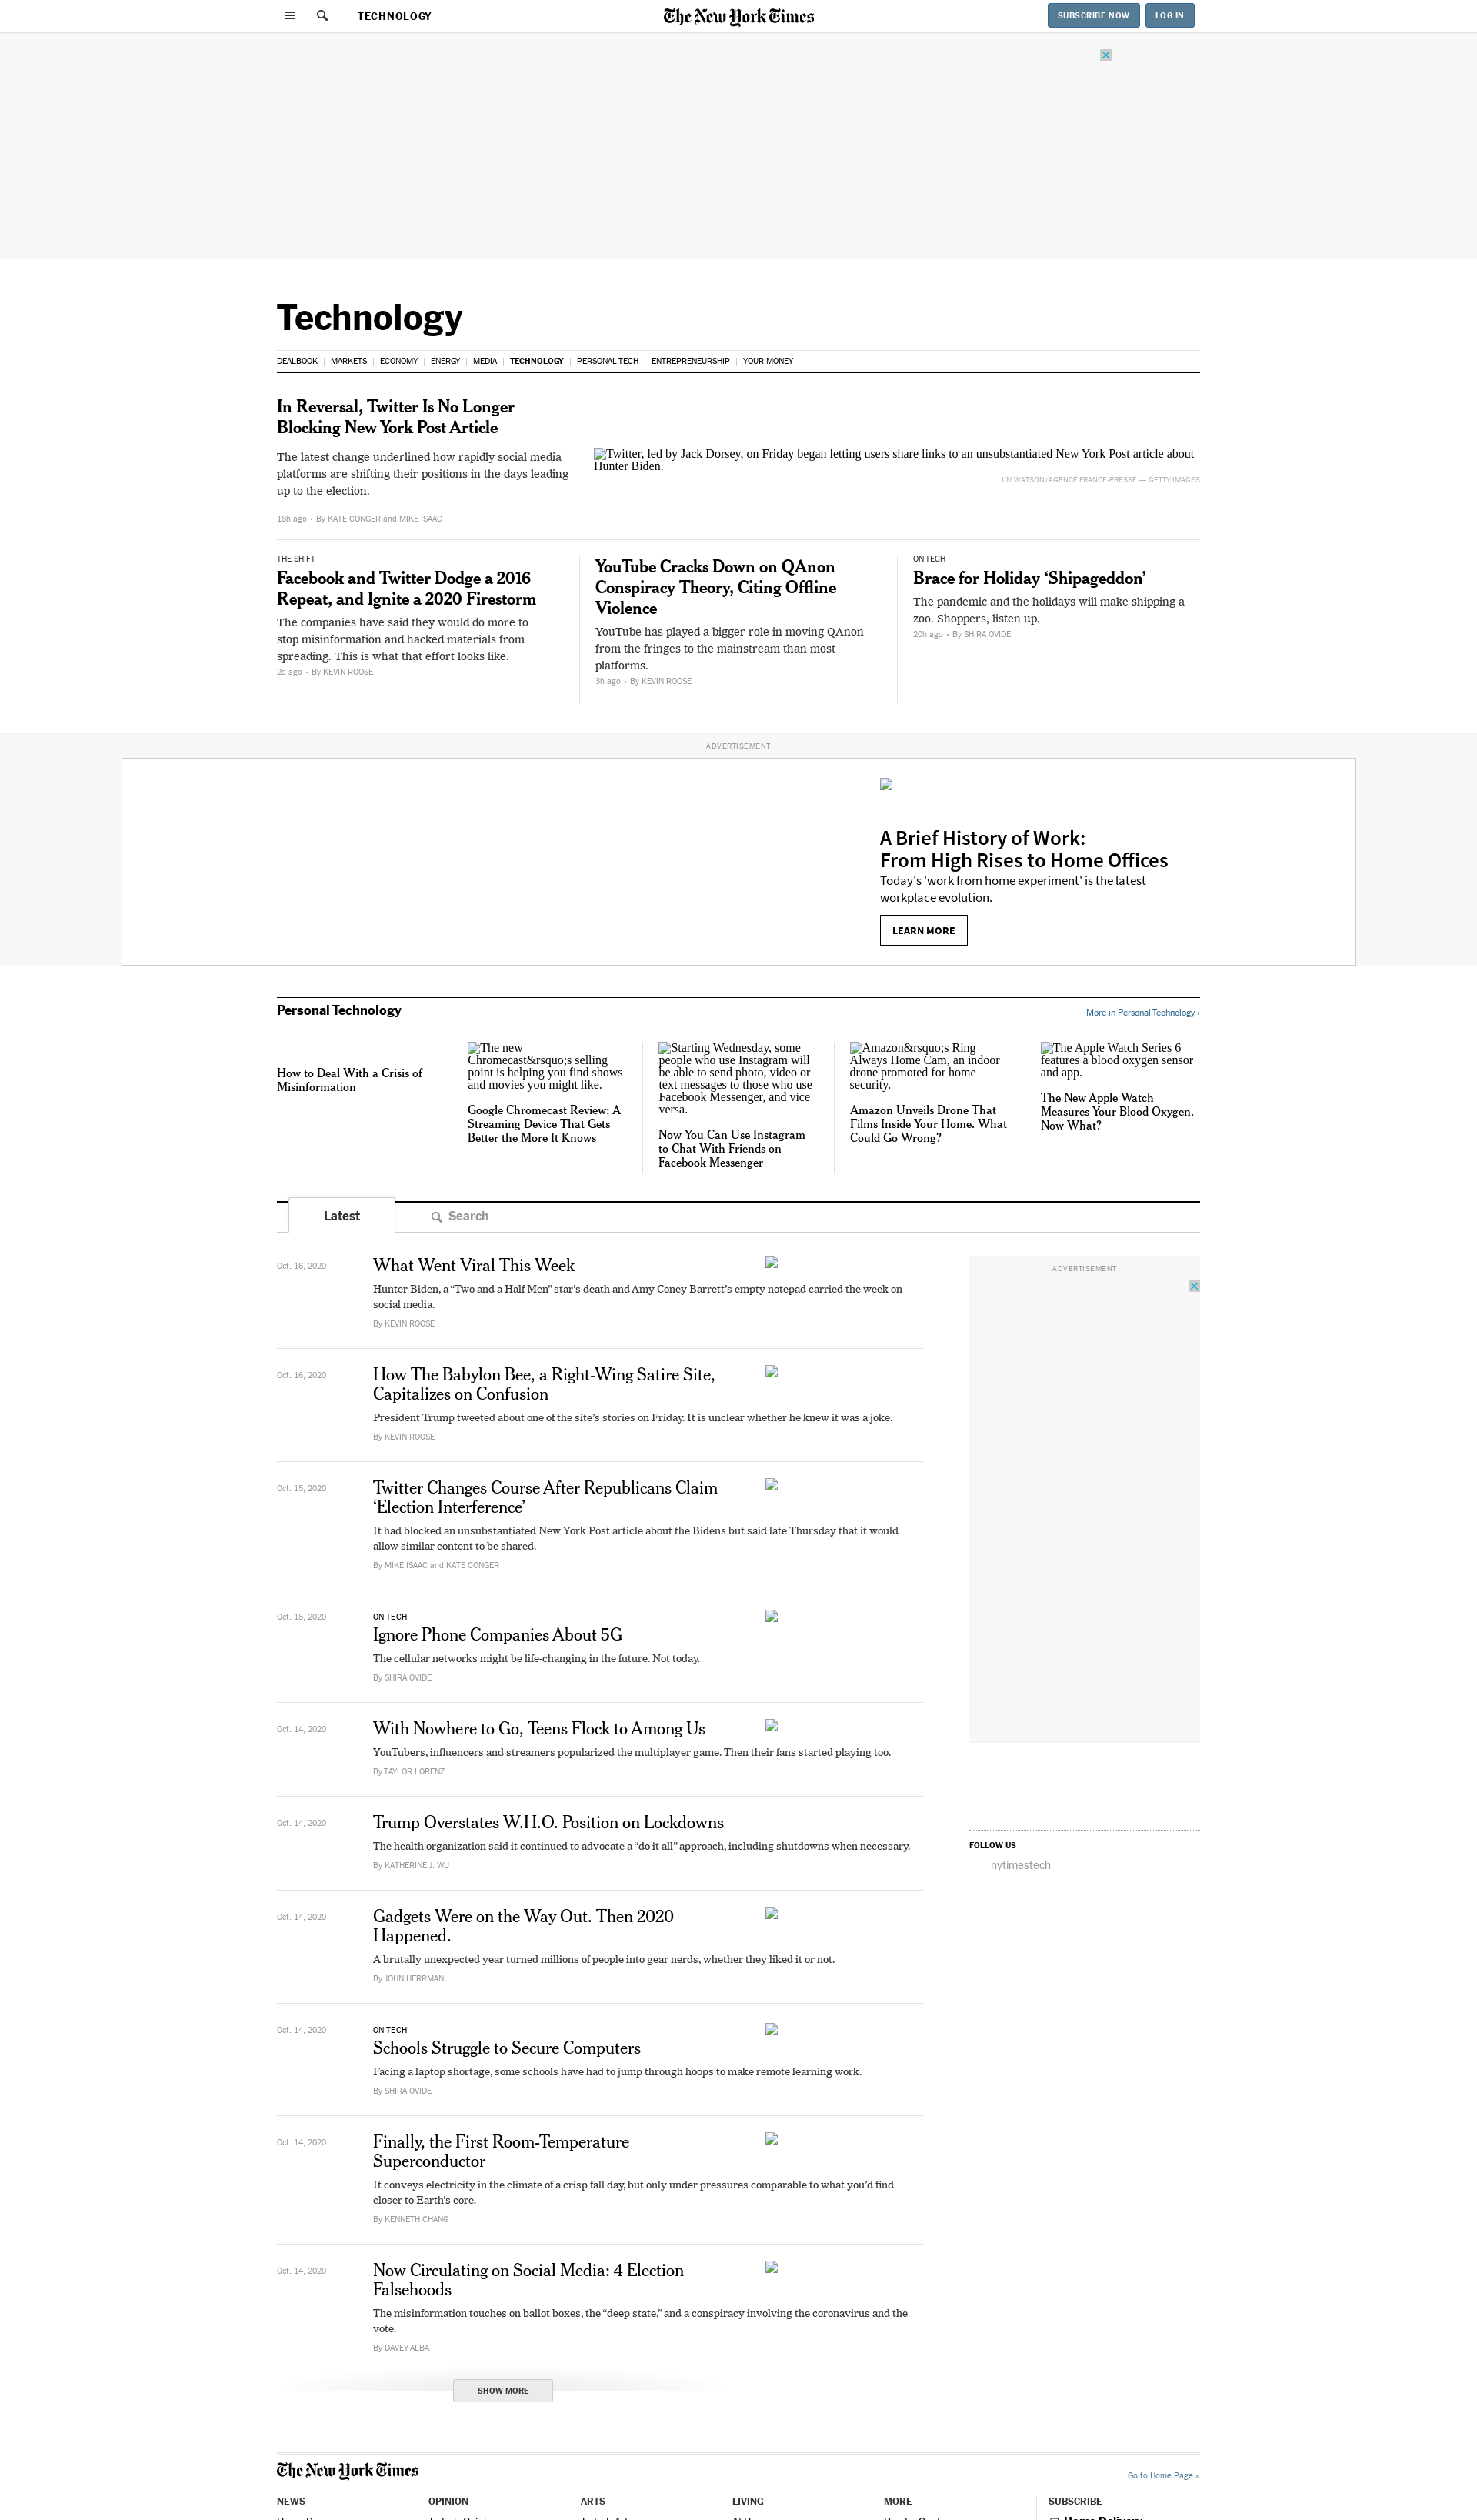 TECHNOLOGY
The New York Times
SUBSCRIBE NOW
LOG IN
Technology
DEALBOOK
MARKETS
ECONOMY
ENERGY
MEDIA
TECHNOLOGY
PERSONAL TECH
ENTREPRENEURSHIP
YOUR MONEY
In Reversal, Twitter Is No Longer
Blocking New York Post Article
The latest change underlined how rapidly social media
platforms are shifting their positions in the days leading
up to the election.
18h ago • By KATE CONGER and MIKE ISAAC
Twitter, led by Jack Dorsey, on Friday began letting users share links to an unsubstantiated New York Post article about
Hunter Biden.
JIM WATSON/AGENCE FRANCE-PRESSE — GETTY IMAGES
THE SHIFT
Facebook and Twitter Dodge a 2016
Repeat, and Ignite a 2020 Firestorm
The companies have said they would do more to
stop misinformation and hacked materials from
spreading. This is what that effort looks like.
2d ago • By KEVIN ROOSE
YouTube Cracks Down on QAnon
Conspiracy Theory, Citing Offline
Violence
YouTube has played a bigger role in moving QAnon
from the fringes to the mainstream than most
platforms.
3h ago • By KEVIN ROOSE
ON TECH
Brace for Holiday ‘Shipageddon’
The pandemic and the holidays will make shipping a
zoo. Shoppers, listen up.
20h ago • By SHIRA OVIDE
ADVERTISEMENT
A Brief History of Work:
From High Rises to Home Offices
Today's 'work from home experiment' is the latest
workplace evolution.
LEARN MORE
Personal Technology
More in Personal Technology ›
How to Deal With a Crisis of
Misinformation
The new
Chromecast&rsquo;s selling
point is helping you find shows
and movies you might like.
Google Chromecast Review: A
Streaming Device That Gets
Better the More It Knows
Starting Wednesday, some
people who use Instagram will
be able to send photo, video or
text messages to those who use
Facebook Messenger, and vice
versa.
Now You Can Use Instagram
to Chat With Friends on
Facebook Messenger
Amazon&rsquo;s Ring
Always Home Cam, an indoor
drone promoted for home
security.
Amazon Unveils Drone That
Films Inside Your Home. What
Could Go Wrong?
The Apple Watch Series 6
features a blood oxygen sensor
and app.
The New Apple Watch
Measures Your Blood Oxygen.
Now What?
Latest
Search
Oct. 16, 2020
What Went Viral This Week
Hunter Biden, a “Two and a Half Men” star’s death and Amy Coney Barrett’s empty notepad carried the week on
social media.
By KEVIN ROOSE
Oct. 16, 2020
How The Babylon Bee, a Right-Wing Satire Site,
Capitalizes on Confusion
President Trump tweeted about one of the site’s stories on Friday. It is unclear whether he knew it was a joke.
By KEVIN ROOSE
Oct. 15, 2020
Twitter Changes Course After Republicans Claim
‘Election Interference’
It had blocked an unsubstantiated New York Post article about the Bidens but said late Thursday that it would
allow similar content to be shared.
By MIKE ISAAC and KATE CONGER
Oct. 15, 2020
ON TECH
Ignore Phone Companies About 5G
The cellular networks might be life-changing in the future. Not today.
By SHIRA OVIDE
Oct. 14, 2020
With Nowhere to Go, Teens Flock to Among Us
YouTubers, influencers and streamers popularized the multiplayer game. Then their fans started playing too.
By TAYLOR LORENZ
Oct. 14, 2020
Trump Overstates W.H.O. Position on Lockdowns
The health organization said it continued to advocate a “do it all” approach, including shutdowns when necessary.
By KATHERINE J. WU
Oct. 14, 2020
Gadgets Were on the Way Out. Then 2020
Happened.
A brutally unexpected year turned millions of people into gear nerds, whether they liked it or not.
By JOHN HERRMAN
Oct. 14, 2020
ON TECH
Schools Struggle to Secure Computers
Facing a laptop shortage, some schools have had to jump through hoops to make remote learning work.
By SHIRA OVIDE
Oct. 14, 2020
Finally, the First Room-Temperature
Superconductor
It conveys electricity in the climate of a crisp fall day, but only under pressures comparable to what you’d find
closer to Earth’s core.
By KENNETH CHANG
Oct. 14, 2020
Now Circulating on Social Media: 4 Election
Falsehoods
The misinformation touches on ballot boxes, the “deep state,” and a conspiracy involving the coronavirus and the
vote.
By DAVEY ALBA
SHOW MORE
ADVERTISEMENT
FOLLOW US
nytimestech
The New York Times
Go to Home Page »
NEWS
OPINION
ARTS
LIVING
MORE
SUBSCRIBE